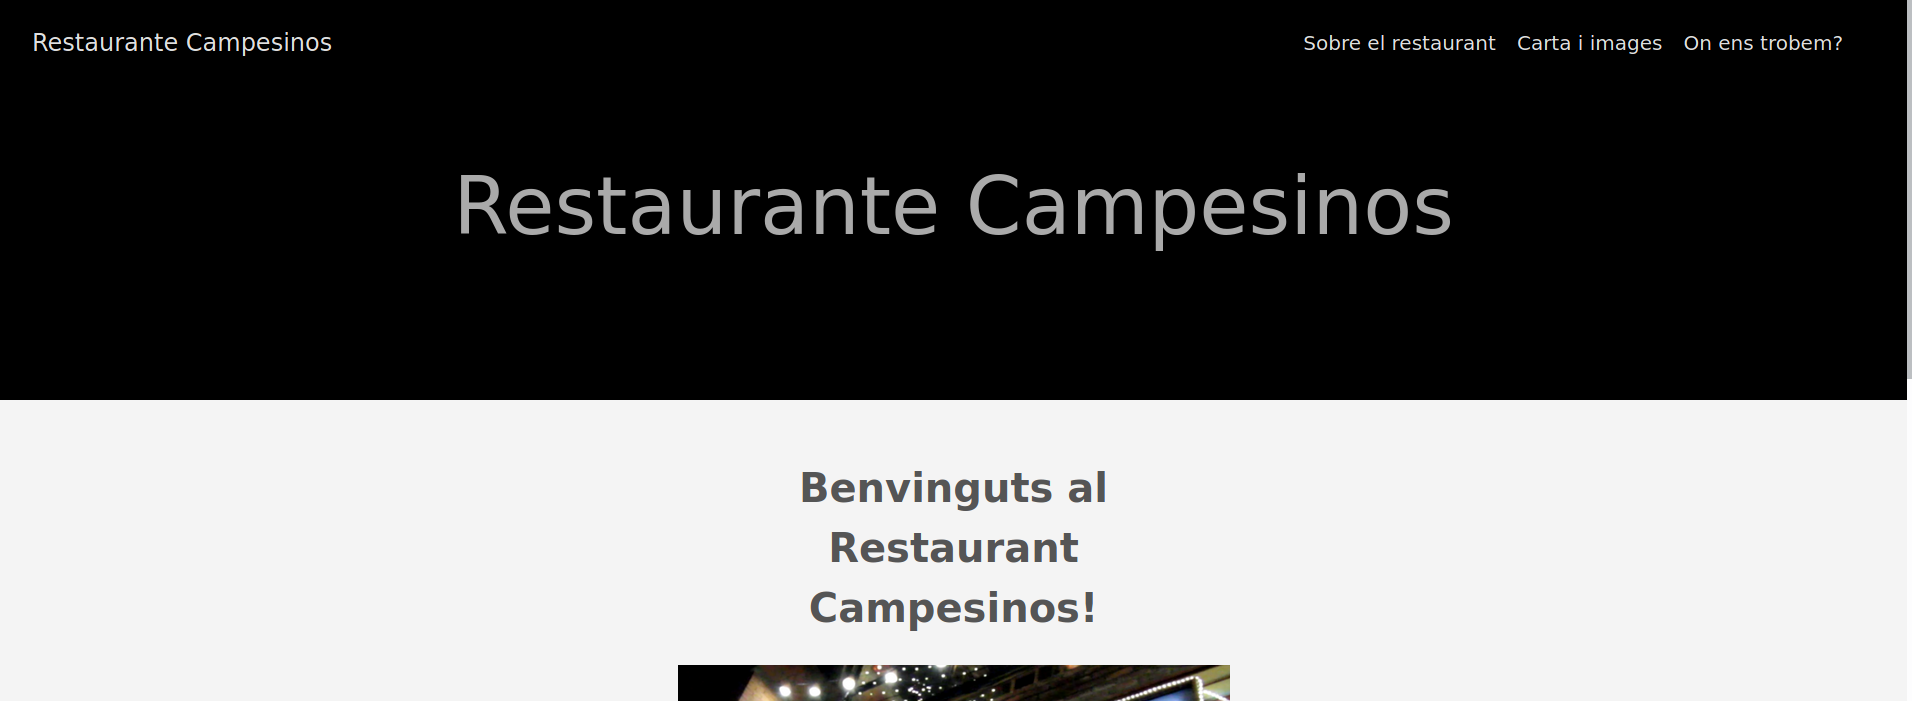 Restaurante Campesinos
Sobre el restaurant Carta i images On ens trobem?
Restaurante Campesinos
Benvinguts al
Restaurant
Campesinos!